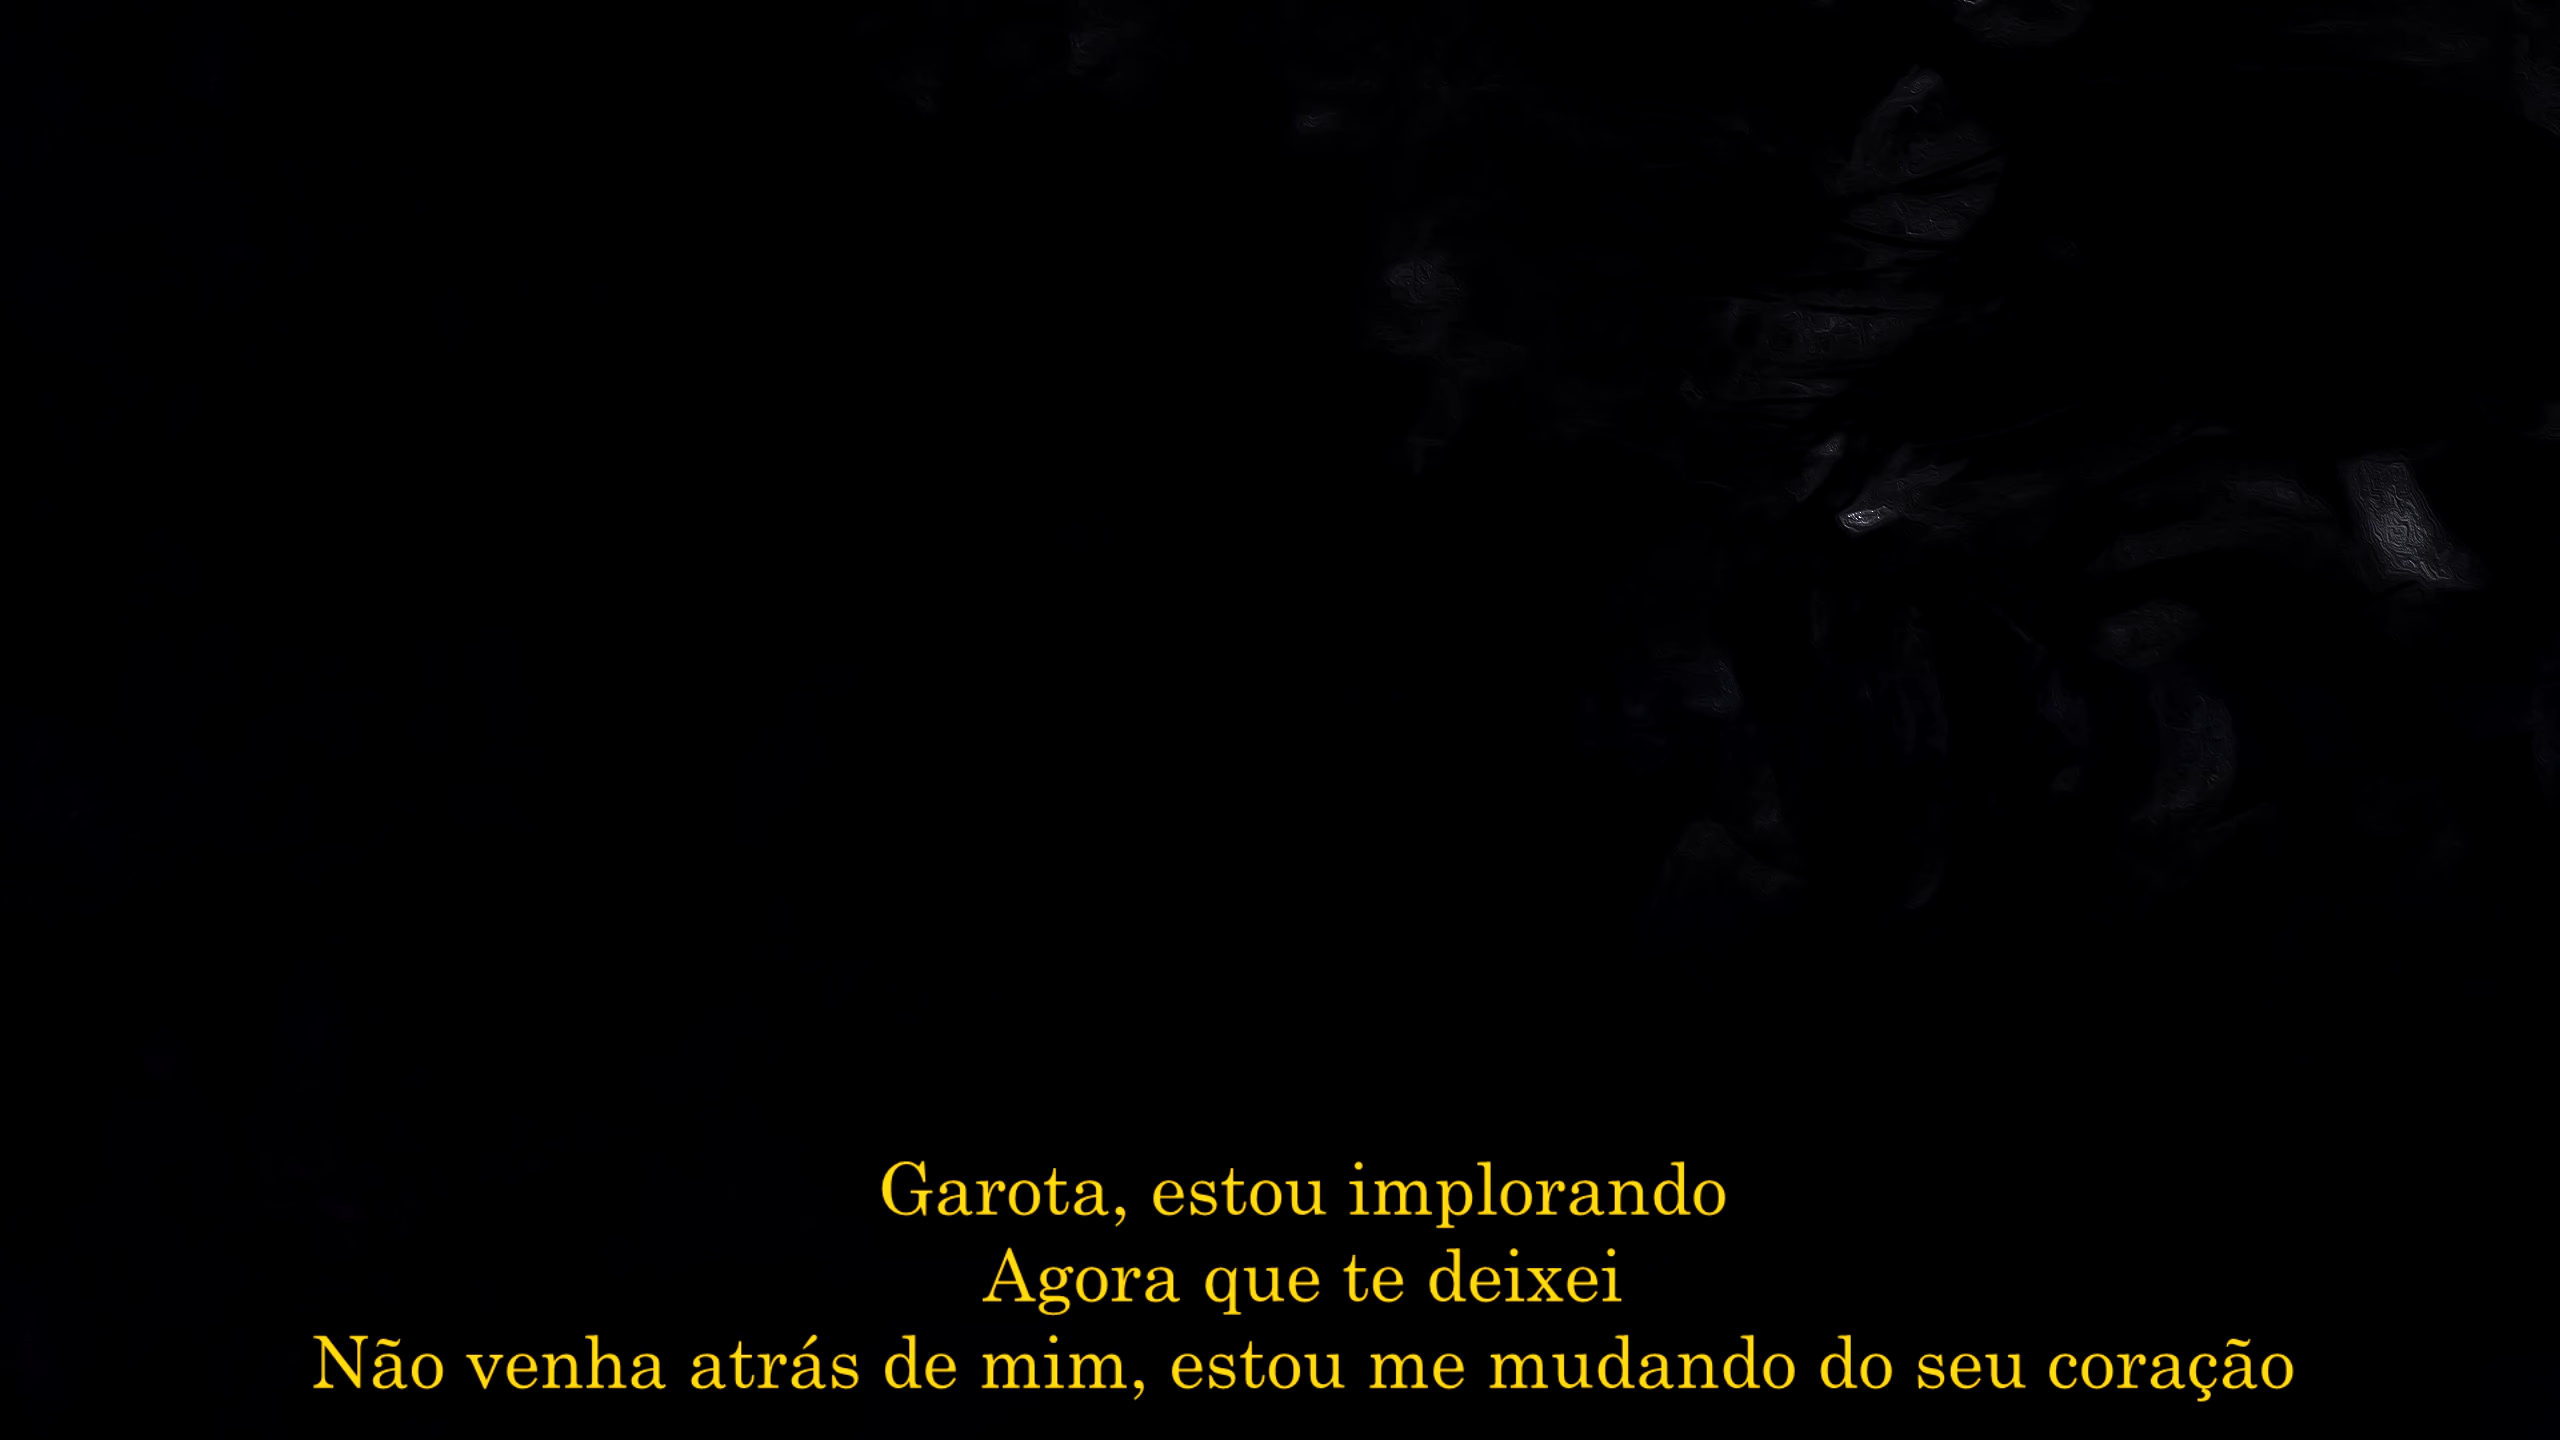 Garota, estou implorando
Agora que te deixei
Não venha atrás de mim, estou me mudando do seu coração